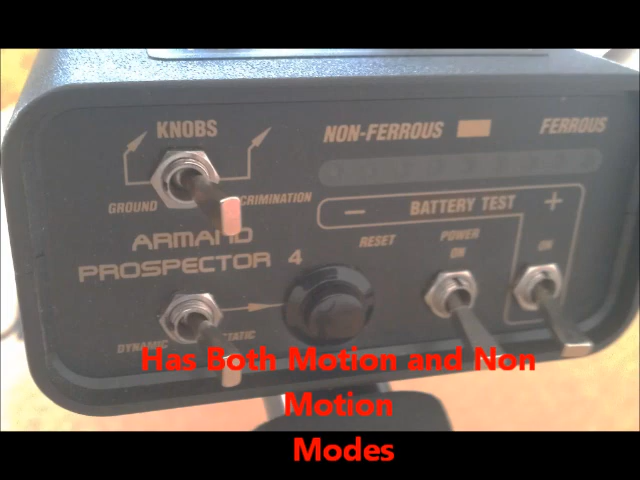 KNOBS
NON-FERROUS FERROUS
GROUND CRIMINATION
- BATTERY TEST +
ARMAND
PROSPECTOR 4
RESET
POWER
ON
ON
DYNAMIC STATIC
Has Both Motion and Non
Motion
Modes